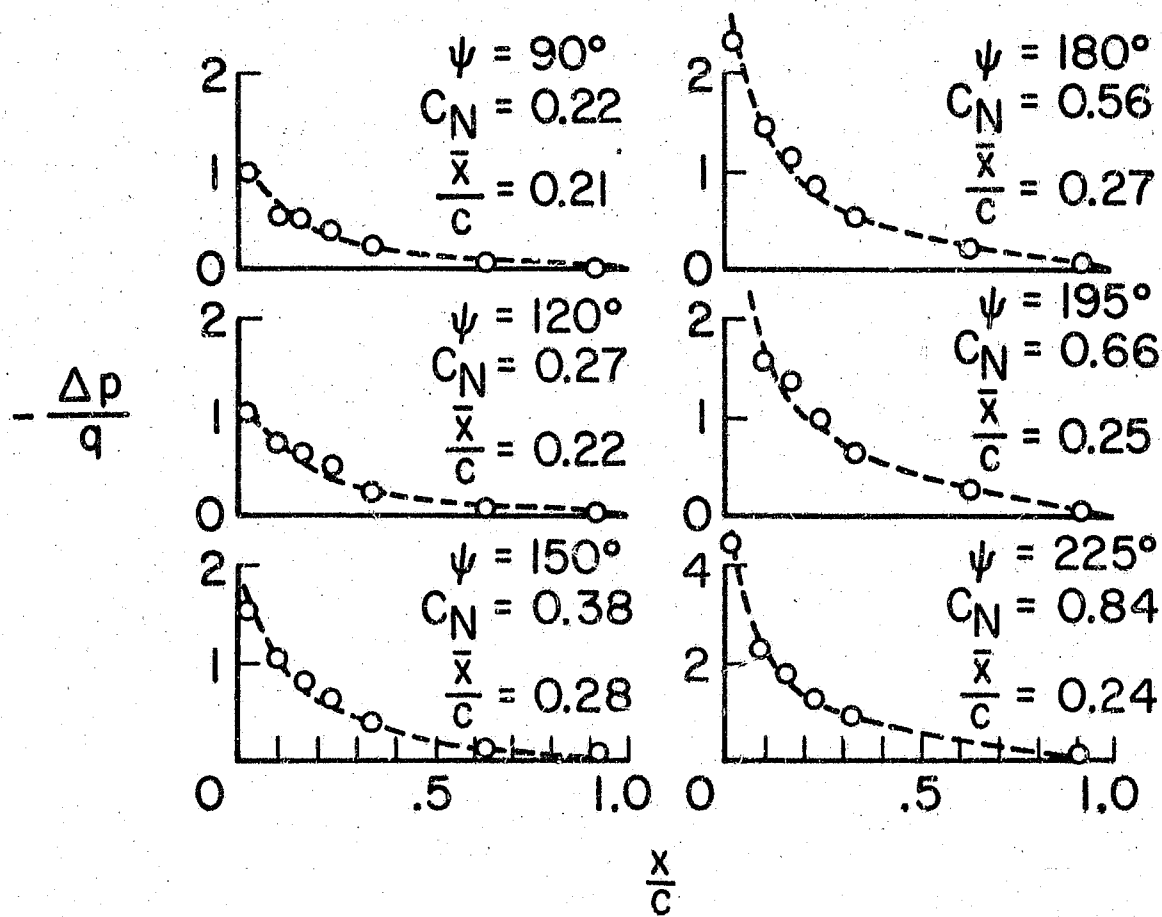 ψ = 90°
C_N = 0.22
x̄/c = 0.21
2
1
0
ψ = 180°
C_N = 0.56
x̄/c = 0.27
2
1
0
ψ = 120°
C_N = 0.27
x̄/c = 0.22
2
1
0
ψ = 195°
C_N = 0.66
x̄/c = 0.25
2
1
0
- Δp/q
ψ = 150°
C_N = 0.38
x̄/c = 0.28
2
1
0 .5 1.0
ψ = 225°
C_N = 0.84
x̄/c = 0.24
4
2
0 .5 1.0
x/c